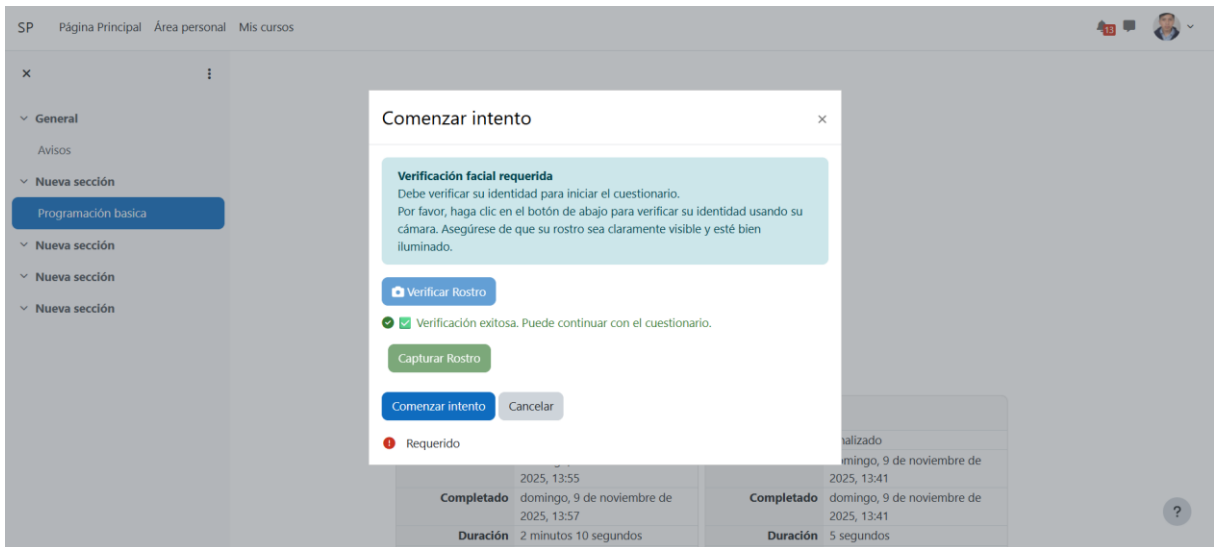 SP Página Principal Área personal Mis cursos
13
General
Avisos
Nueva sección
Programación basica
Nueva sección
Nueva sección
Nueva sección
Comenzar intento
Verificación facial requerida
Debe verificar su identidad para iniciar el cuestionario.
Por favor, haga clic en el botón de abajo para verificar su identidad usando su
cámara. Asegúrese de que su rostro sea claramente visible y esté bien
iluminado.
Verificar Rostro
✅ Verificación exitosa. Puede continuar con el cuestionario.
Capturar Rostro
Comenzar intento Cancelar
Requerido
2025, 13:55
Completado domingo, 9 de noviembre de
2025, 13:57
Duración 2 minutos 10 segundos
nalizado
omingo, 9 de noviembre de
2025, 13:41
Completado domingo, 9 de noviembre de
2025, 13:41
Duración 5 segundos
?